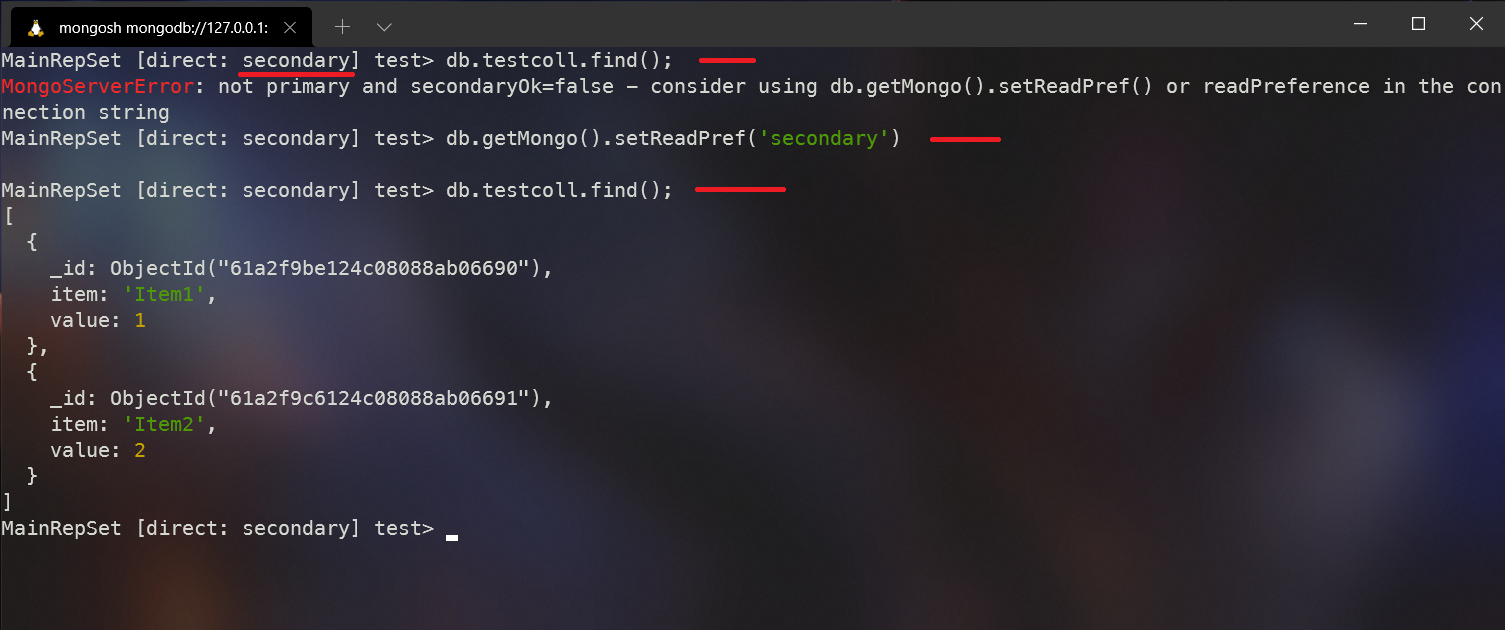 mongosh mongodb://127.0.0.1:
MainRepSet [direct: secondary] test> db.testcoll.find();
MongoServerError: not primary and secondaryOk=false - consider using db.getMongo().setReadPref() or readPreference in the con
nection string
MainRepSet [direct: secondary] test> db.getMongo().setReadPref('secondary')
MainRepSet [direct: secondary] test> db.testcoll.find();
[
  {
    _id: ObjectId("61a2f9be124c08088ab06690"),
    item: 'Item1',
    value: 1
  },
  {
    _id: ObjectId("61a2f9c6124c08088ab06691"),
    item: 'Item2',
    value: 2
  }
]
MainRepSet [direct: secondary] test>